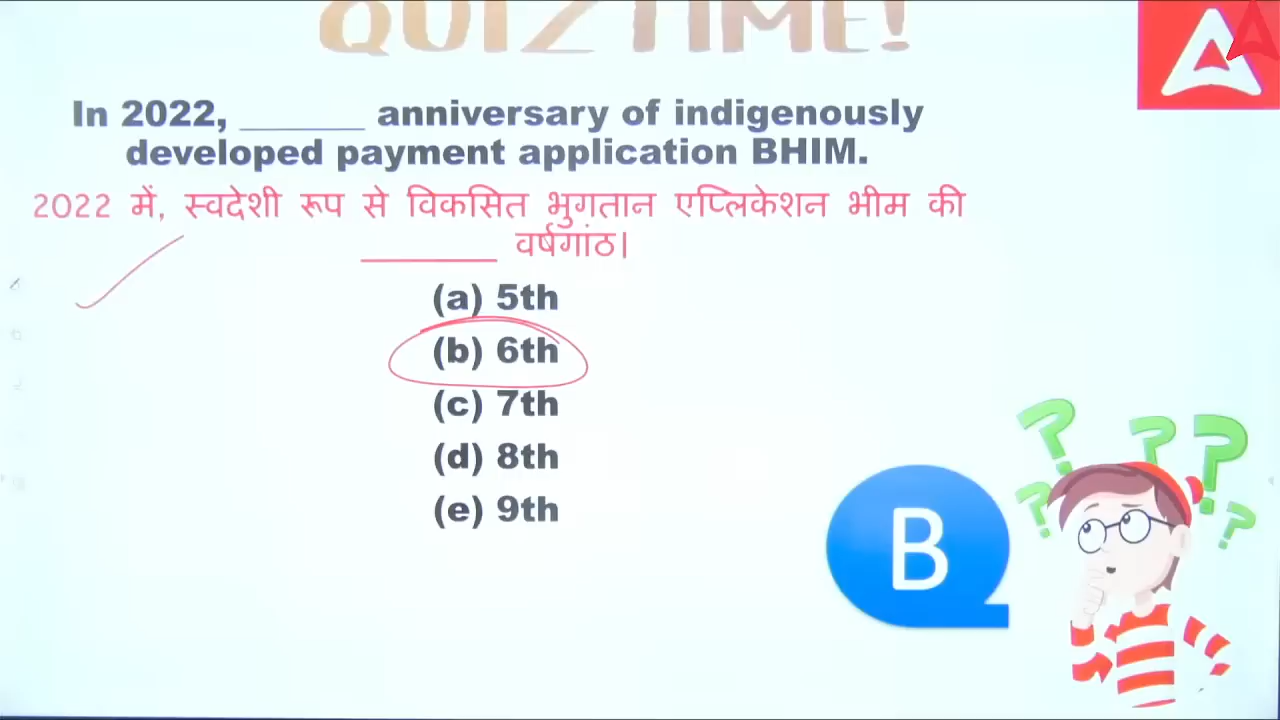 QUIZ TIME!
In 2022, _______ anniversary of indigenously
developed payment application BHIM.
2022 में, स्वदेशी रूप से विकसित भुगतान एप्लिकेशन भीम की
________ वर्षगांठ।
(a) 5th
(b) 6th
(c) 7th
(d) 8th
(e) 9th
B